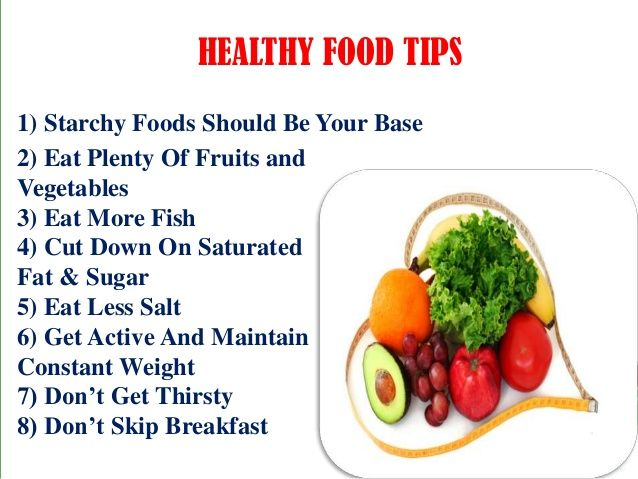 HEALTHY FOOD TIPS
1) Starchy Foods Should Be Your Base
2) Eat Plenty Of Fruits and
Vegetables
3) Eat More Fish
4) Cut Down On Saturated
Fat & Sugar
5) Eat Less Salt
6) Get Active And Maintain
Constant Weight
7) Don’t Get Thirsty
8) Don’t Skip Breakfast